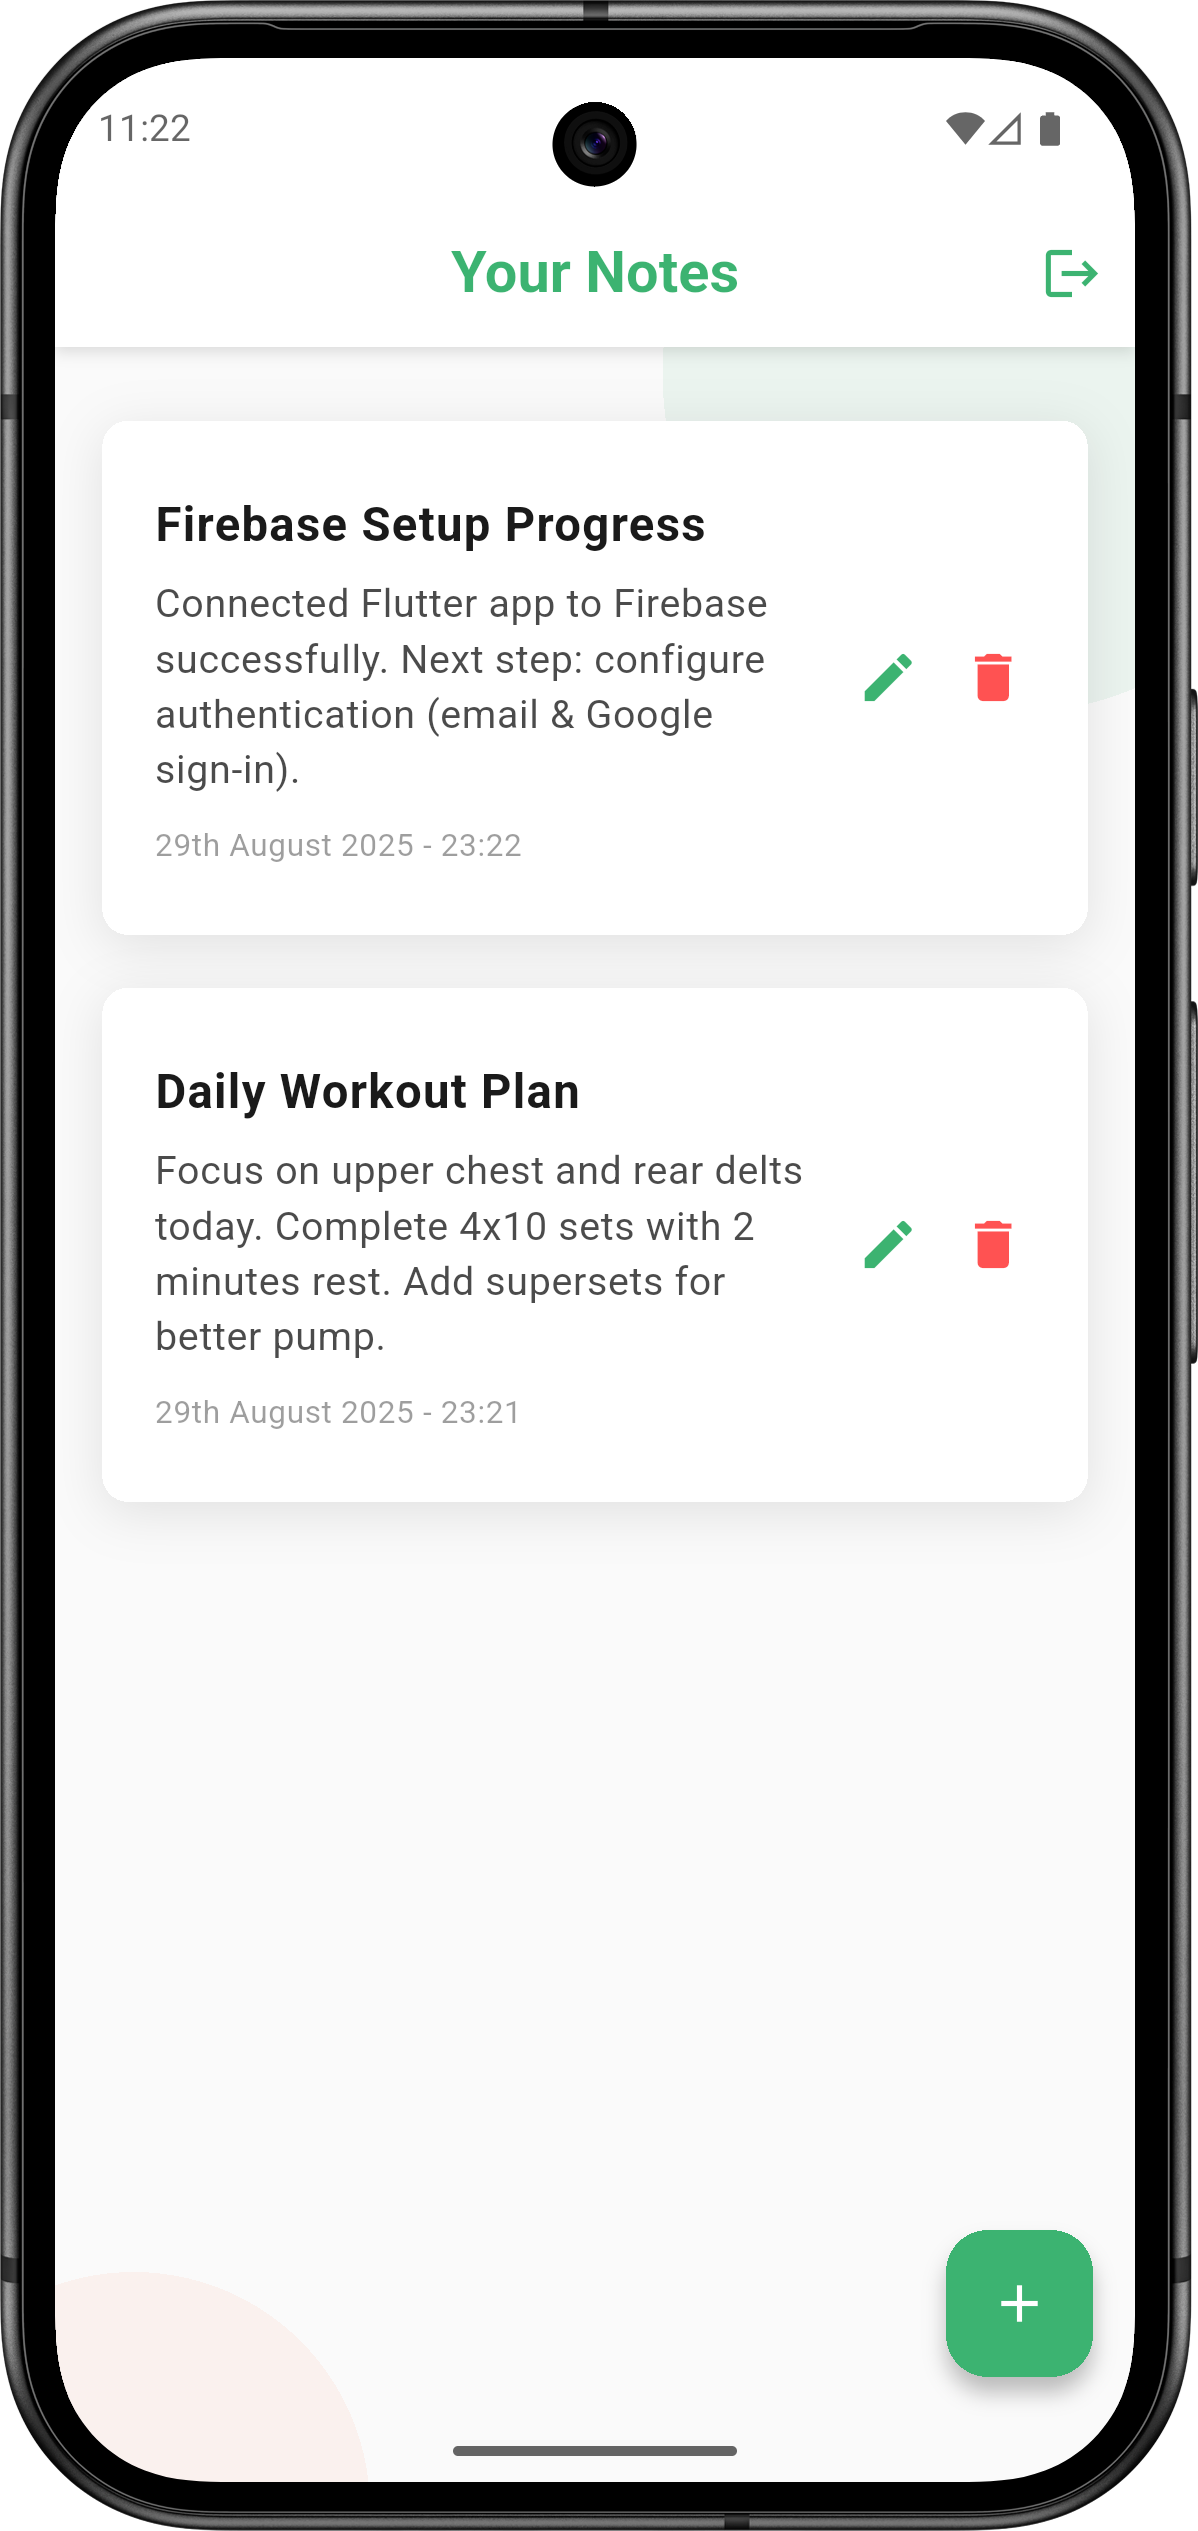 11:22
Your Notes
Firebase Setup Progress
Connected Flutter app to Firebase
successfully. Next step: configure
authentication (email & Google
sign-in).
29th August 2025 - 23:22
Daily Workout Plan
Focus on upper chest and rear delts
today. Complete 4x10 sets with 2
minutes rest. Add supersets for
better pump.
29th August 2025 - 23:21